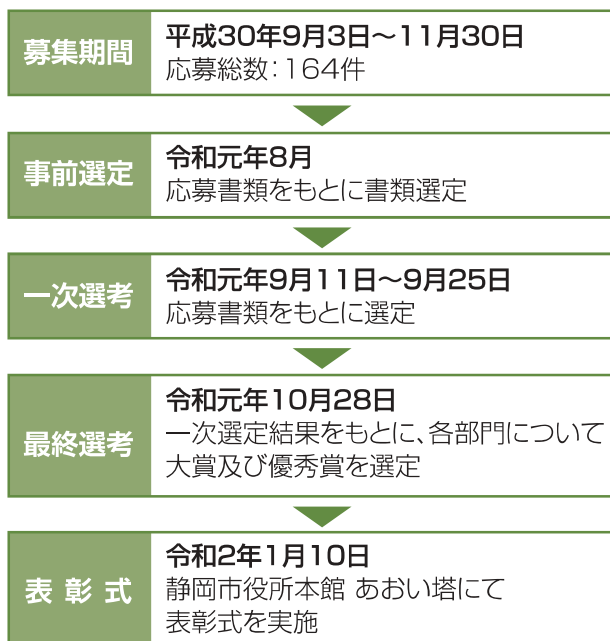 募集期間
平成30年9月3日～11月30日
応募総数：164件
事前選定
令和元年8月
応募書類をもとに書類選定
一次選考
令和元年9月11日～9月25日
応募書類をもとに選定
最終選考
令和元年10月28日
一次選定結果をもとに、各部門について
大賞及び優秀賞を選定
表彰式
令和2年1月10日
静岡市役所本館 あおい塔にて
表彰式を実施